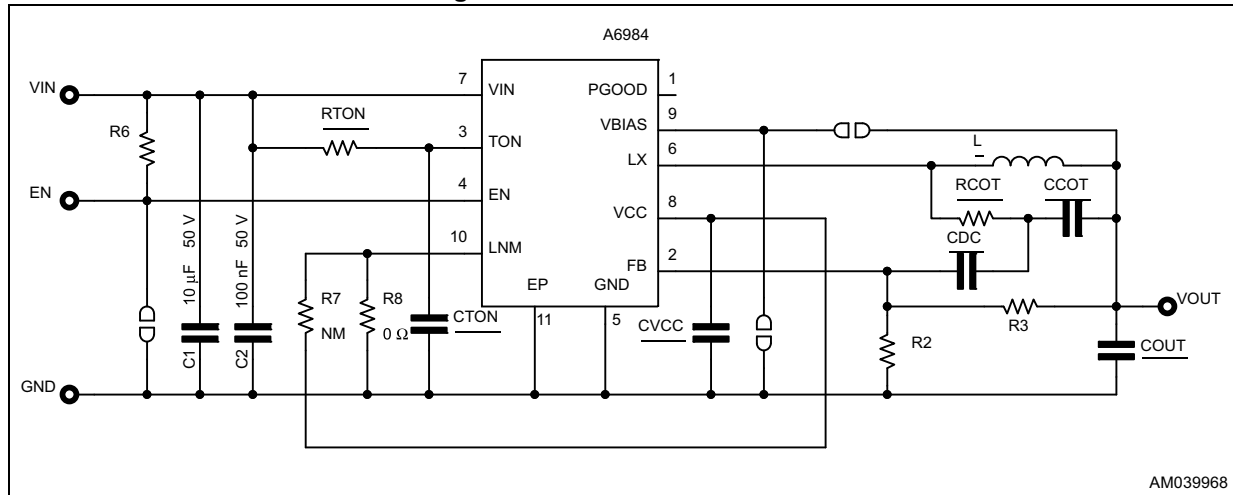 A6984
VIN
7
VIN
PGOOD
1
R6
RTON
VBIAS
9
3
TON
LX
6
L
EN
4
EN
RCOT
CCOT
VCC
8
10
LNM
CDC
FB
2
10 µF 50 V
100 nF 50 V
R7
NM
R8
0 Ω
CTON
EP
11
GND
5
CVCC
R3
VOUT
R2
COUT
C1
C2
GND
AM039968